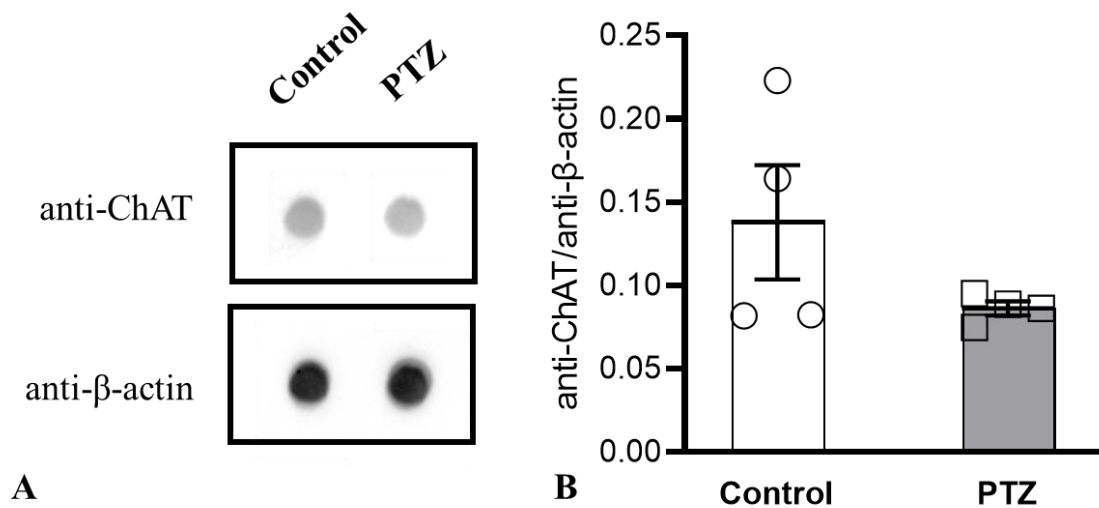 Control
PTZ
anti-ChAT
anti-β-actin
A
anti-ChAT/anti-β-actin
0.25
0.20
0.15
0.10
0.05
0.00
Control
PTZ
B